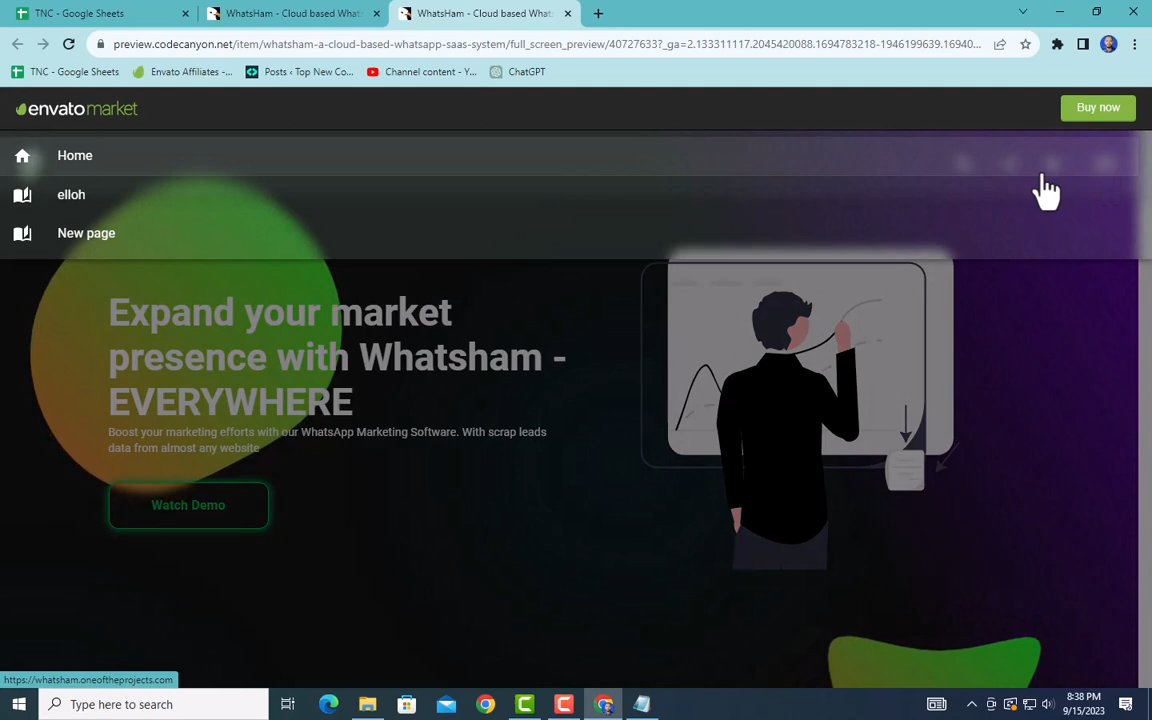 TNC - Google Sheets
WhatsHam - Cloud based What
WhatsHam - Cloud based What
preview.codecanyon.net/item/whatsham-a-cloud-based-whatsapp-saas-system/full_screen_preview/40727633?_ga=2.133311117.2045420088.1694783218-1946199639.16940...
TNC - Google Sheets
Envato Affiliates -...
Posts ‹ Top New Co...
Channel content - Y...
ChatGPT
envatomarket
Buy now
Home
elloh
New page
Expand your market
presence with Whatsham -
EVERYWHERE
Boost your marketing efforts with our WhatsApp Marketing Software. With scrap leads
data from almost any website
Watch Demo
https://whatsham.oneoftheprojects.com
Type here to search
8:38 PM
9/15/2023